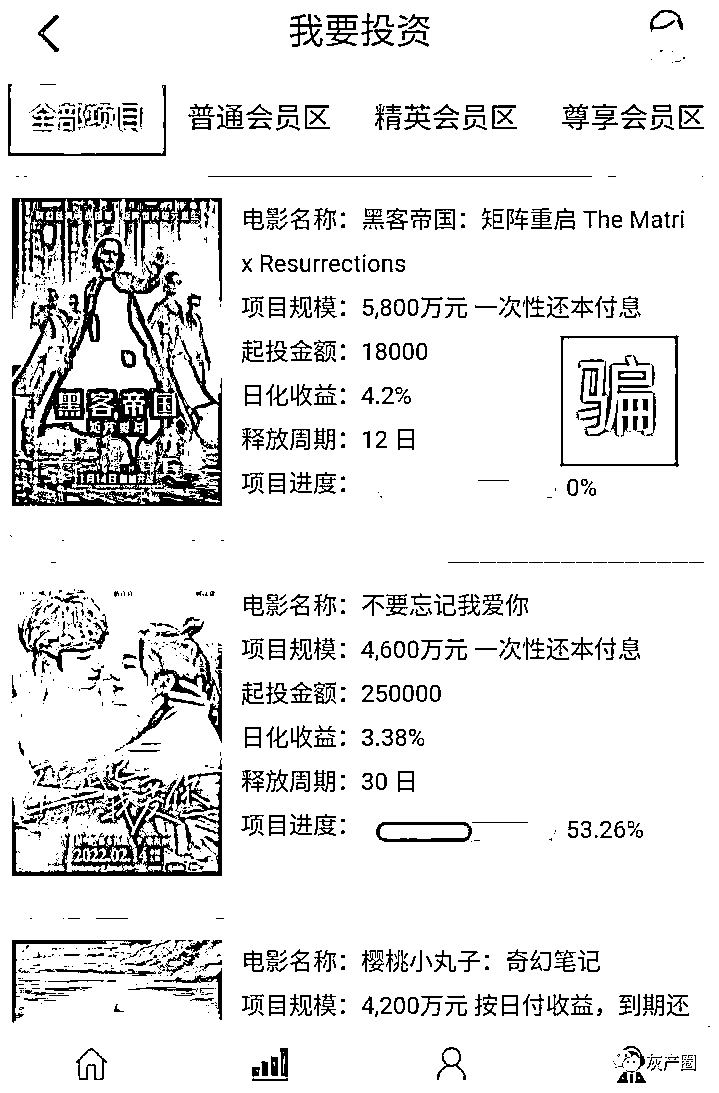 我要投资
全部项目 普通会员区 精英会员区 尊享会员区
电影名称：黑客帝国：矩阵重启 The Matri
x Resurrections
项目规模：5,800万元 一次性还本付息
起投金额：18000
日化收益：4.2%
释放周期：12 日
项目进度：0%
骗
黑客帝国
矩阵重启
电影名称：不要忘记我爱你
项目规模：4,600万元 一次性还本付息
起投金额：250000
日化收益：3.38%
释放周期：30 日
项目进度：53.26%
2022.02.14
电影名称：樱桃小丸子：奇幻笔记
项目规模：4,200万元 按日付收益，到期还
灰产圈